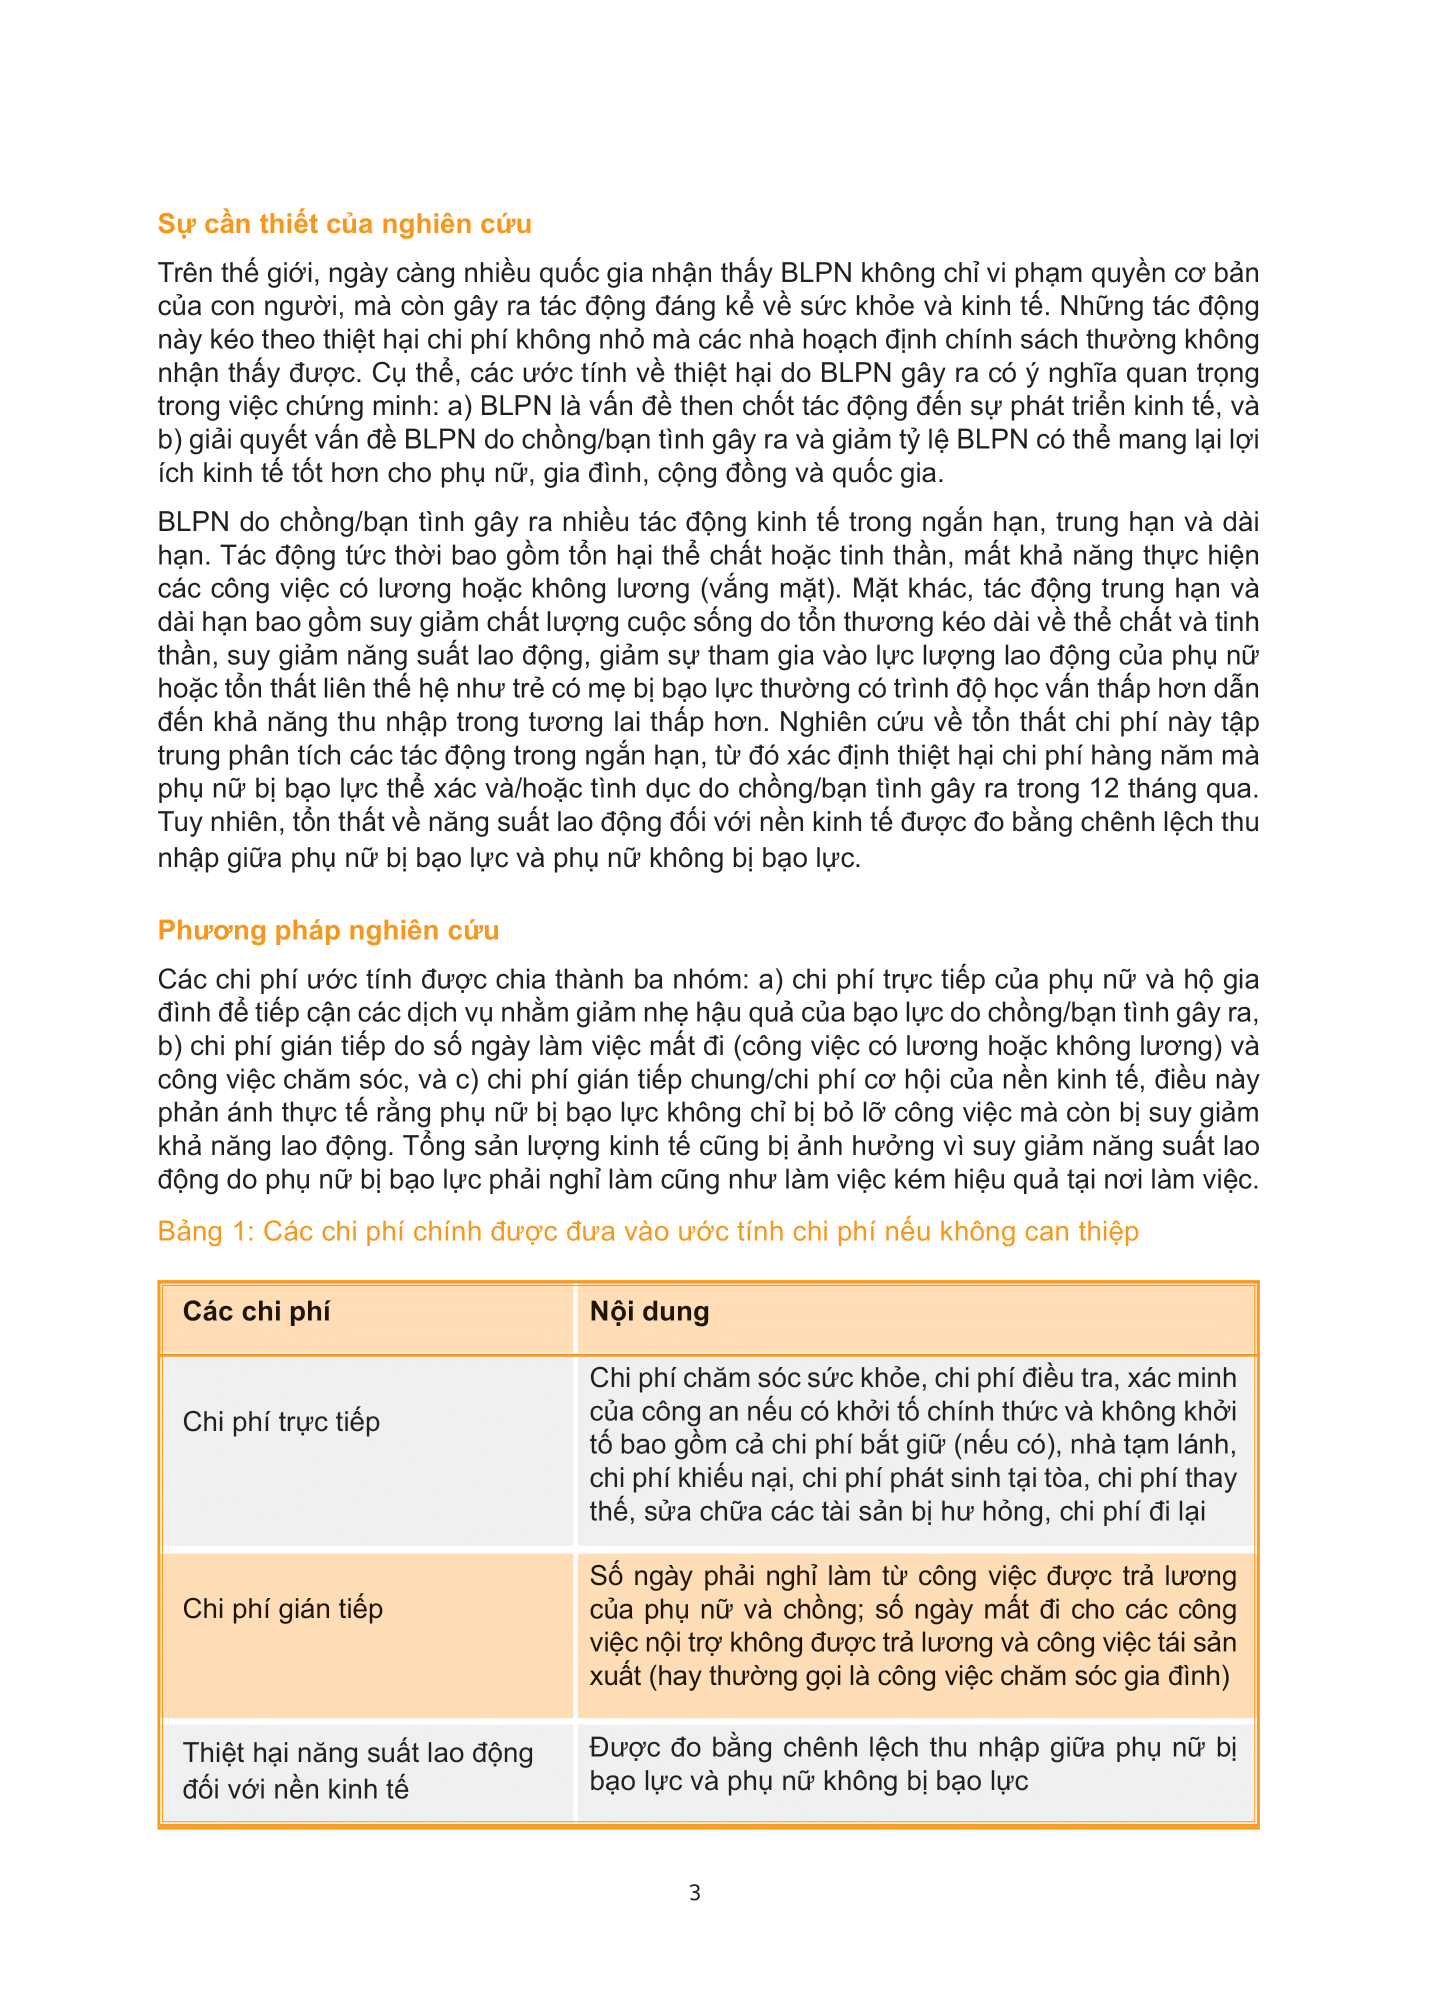 Sự cần thiết của nghiên cứu
Trên thế giới, ngày càng nhiều quốc gia nhận thấy BLPN không chỉ vi phạm quyền cơ bản
của con người, mà còn gây ra tác động đáng kể về sức khỏe và kinh tế. Những tác động
này kéo theo thiệt hại chi phí không nhỏ mà các nhà hoạch định chính sách thường không
nhận thấy được. Cụ thể, các ước tính về thiệt hại do BLPN gây ra có ý nghĩa quan trọng
trong việc chứng minh: a) BLPN là vấn đề then chốt tác động đến sự phát triển kinh tế, và
b) giải quyết vấn đề BLPN do chồng/bạn tình gây ra và giảm tỷ lệ BLPN có thể mang lại lợi
ích kinh tế tốt hơn cho phụ nữ, gia đình, cộng đồng và quốc gia.
BLPN do chồng/bạn tình gây ra nhiều tác động kinh tế trong ngắn hạn, trung hạn và dài
hạn. Tác động tức thời bao gồm tổn hại thể chất hoặc tinh thần, mất khả năng thực hiện
các công việc có lương hoặc không lương (vắng mặt). Mặt khác, tác động trung hạn và
dài hạn bao gồm suy giảm chất lượng cuộc sống do tổn thương kéo dài về thể chất và tinh
thần, suy giảm năng suất lao động, giảm sự tham gia vào lực lượng lao động của phụ nữ
hoặc tổn thất liên thế hệ như trẻ có mẹ bị bạo lực thường có trình độ học vấn thấp hơn dẫn
đến khả năng thu nhập trong tương lai thấp hơn. Nghiên cứu về tổn thất chi phí này tập
trung phân tích các tác động trong ngắn hạn, từ đó xác định thiệt hại chi phí hàng năm mà
phụ nữ bị bạo lực thể xác và/hoặc tình dục do chồng/bạn tình gây ra trong 12 tháng qua.
Tuy nhiên, tổn thất về năng suất lao động đối với nền kinh tế được đo bằng chênh lệch thu
nhập giữa phụ nữ bị bạo lực và phụ nữ không bị bạo lực.
Phương pháp nghiên cứu
Các chi phí ước tính được chia thành ba nhóm: a) chi phí trực tiếp của phụ nữ và hộ gia
đình để tiếp cận các dịch vụ nhằm giảm nhẹ hậu quả của bạo lực do chồng/bạn tình gây ra,
b) chi phí gián tiếp do số ngày làm việc mất đi (công việc có lương hoặc không lương) và
công việc chăm sóc, và c) chi phí gián tiếp chung/chi phí cơ hội của nền kinh tế, điều này
phản ánh thực tế rằng phụ nữ bị bạo lực không chỉ bị bỏ lỡ công việc mà còn bị suy giảm
khả năng lao động. Tổng sản lượng kinh tế cũng bị ảnh hưởng vì suy giảm năng suất lao
động do phụ nữ bị bạo lực phải nghỉ làm cũng như làm việc kém hiệu quả tại nơi làm việc.
Bảng 1: Các chi phí chính được đưa vào ước tính chi phí nếu không can thiệp
Các chi phí
Nội dung
Chi phí trực tiếp
Chi phí chăm sóc sức khỏe, chi phí điều tra, xác minh
của công an nếu có khởi tố chính thức và không khởi
tố bao gồm cả chi phí bắt giữ (nếu có), nhà tạm lánh,
chi phí khiếu nại, chi phí phát sinh tại tòa, chi phí thay
thế, sửa chữa các tài sản bị hư hỏng, chi phí đi lại
Chi phí gián tiếp
Số ngày phải nghỉ làm từ công việc được trả lương
của phụ nữ và chồng; số ngày mất đi cho các công
việc nội trợ không được trả lương và công việc tái sản
xuất (hay thường gọi là công việc chăm sóc gia đình)
Thiệt hại năng suất lao động
đối với nền kinh tế
Được đo bằng chênh lệch thu nhập giữa phụ nữ bị
bạo lực và phụ nữ không bị bạo lực
3